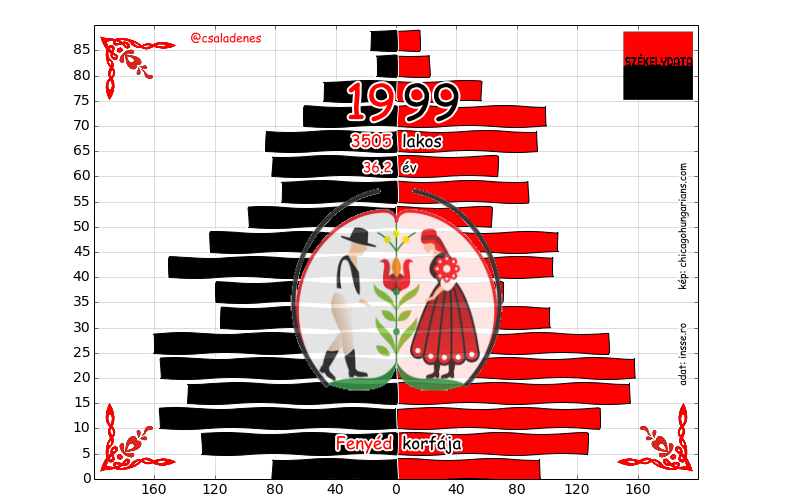 @csaladenes
SZÉKELYDATA
1999
3505 lakos
36.2 év
kép: chicagohungarians.com
adat: insse.ro
Fenyéd korfája
85
80
75
70
65
60
55
50
45
40
35
30
25
20
15
10
5
0
160 120 80 40 0 40 80 120 160